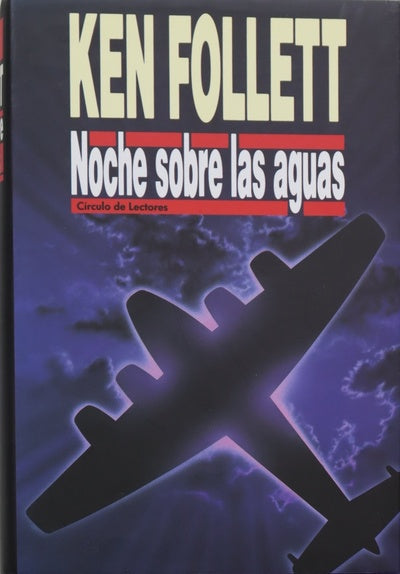 KEN FOLLETT
Noche sobre las aguas
Círculo de Lectores